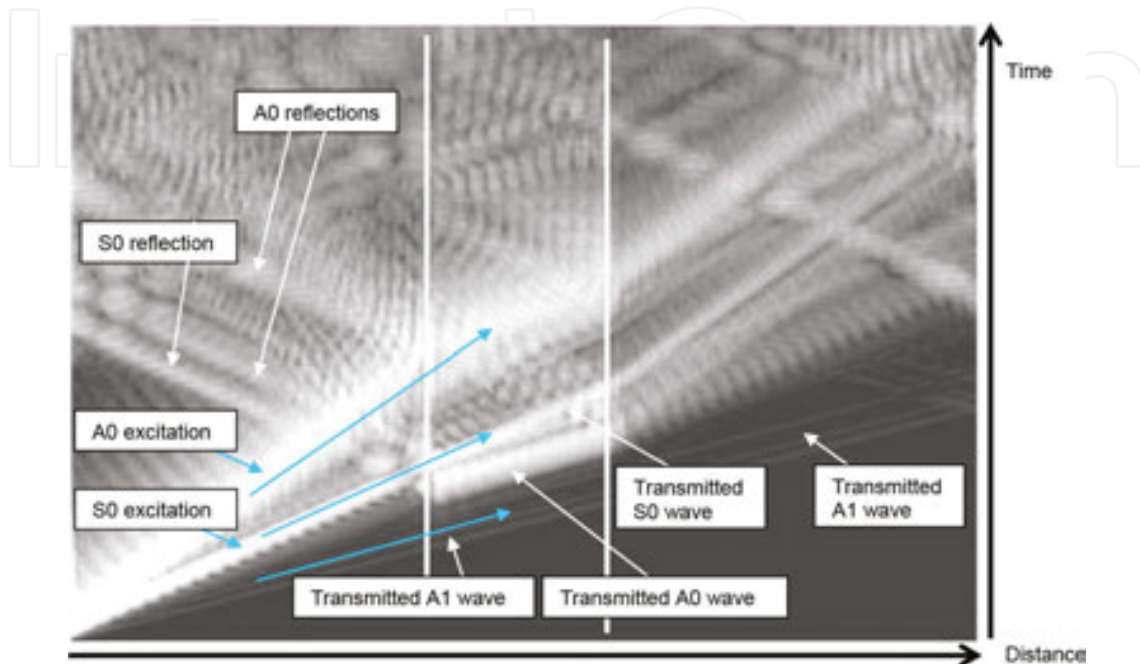 Time
A0 reflections
S0 reflection
A0 excitation
S0 excitation
Transmitted
S0 wave
Transmitted
A1 wave
Transmitted A1 wave
Transmitted A0 wave
Distance